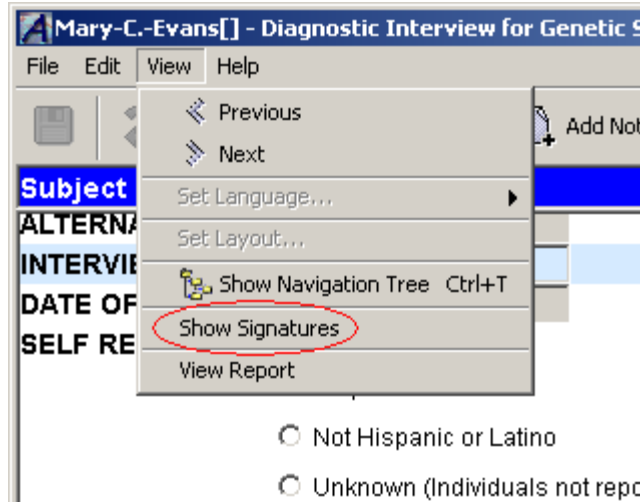 Mary-C.-Evans[] - Diagnostic Interview for Genetic
File Edit View Help
Previous
Add Not
Next
Subject
Set Language...
ALTERNA
Set Layout...
INTERVIE
Show Navigation Tree Ctrl+T
DATE OF
Show Signatures
SELF RE
View Report
Not Hispanic or Latino
Unknown (Individuals not repo